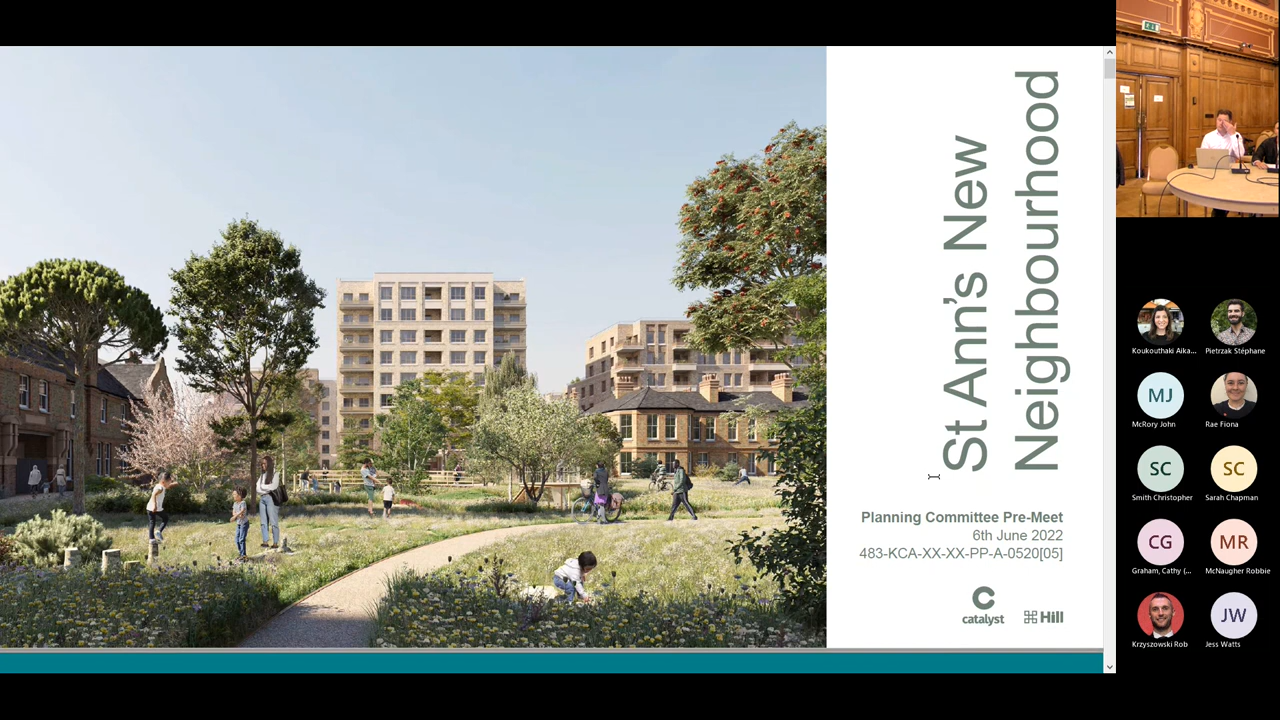 St Ann's New
Neighbourhood
Planning Committee Pre-Meet
6th June 2022
483-KCA-XX-XX-PP-A-0520[05]
catalyst
Hill
Koukouthaki Aika...
Pietrzak Stéphane
MJ
McRory John
Rae Fiona
SC
Smith Christopher
SC
Sarah Chapman
CG
Graham, Cathy (...
MR
McNaugher Robbie
Krzyszowski Rob
JW
Jess Watts